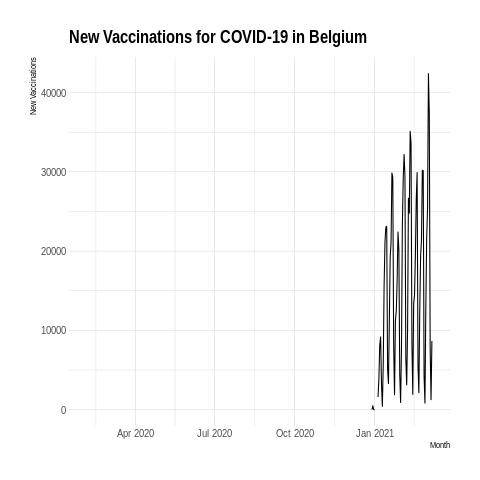 New Vaccinations for COVID-19 in Belgium
New Vaccinations
40000
30000
20000
10000
0
Apr 2020 Jul 2020 Oct 2020 Jan 2021
Month